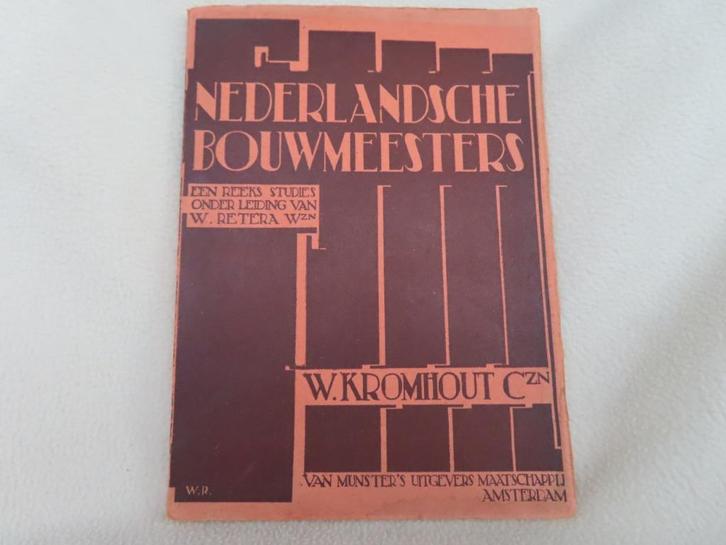 NEDERLANDSCHE
BOUWMEESTERS
EEN REEKS STUDIES
ONDER LEIDING VAN
W. RETERA WZN
W. KROMHOUT CZN
VAN MUNSTER'S UITGEVERS MAATSCHAPPIJ
AMSTERDAM
W.R.